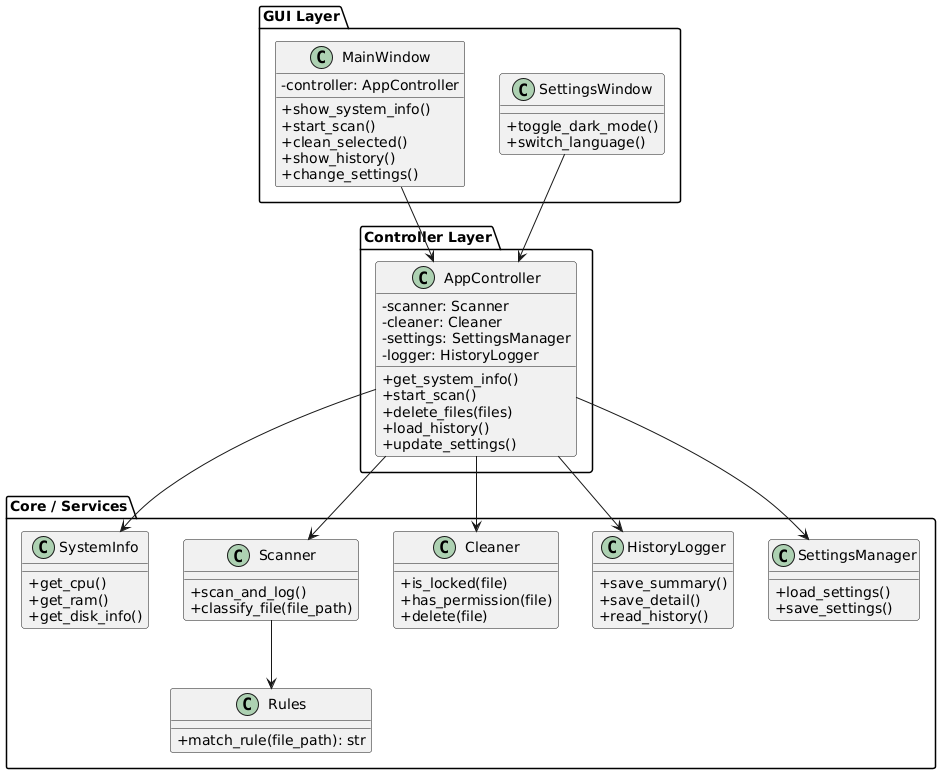 GUI Layer
C MainWindow
-controller: AppController
+show_system_info()
+start_scan()
+clean_selected()
+show_history()
+change_settings()
C SettingsWindow
+toggle_dark_mode()
+switch_language()
Controller Layer
C AppController
-scanner: Scanner
-cleaner: Cleaner
-settings: SettingsManager
-logger: HistoryLogger
+get_system_info()
+start_scan()
+delete_files(files)
+load_history()
+update_settings()
Core / Services
C SystemInfo
+get_cpu()
+get_ram()
+get_disk_info()
C Scanner
+scan_and_log()
+classify_file(file_path)
C Cleaner
+is_locked(file)
+has_permission(file)
+delete(file)
C HistoryLogger
+save_summary()
+save_detail()
+read_history()
C SettingsManager
+load_settings()
+save_settings()
C Rules
+match_rule(file_path): str